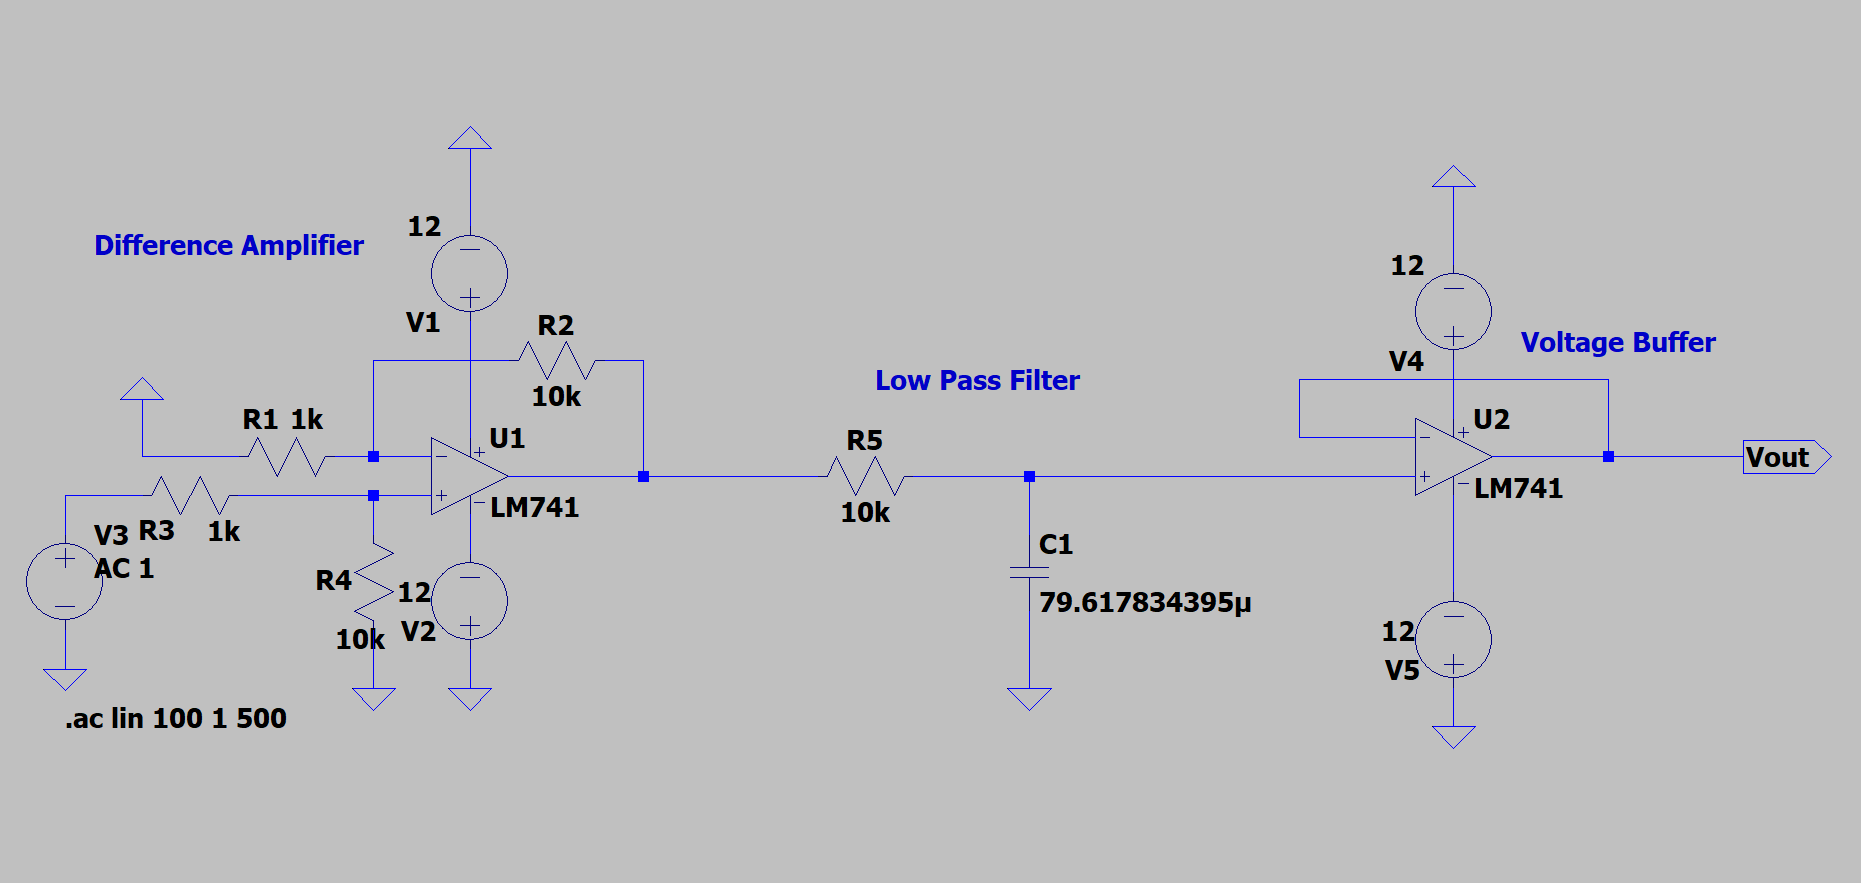 12
Difference Amplifier
V1
R2
10k
R1 1k
U1
LM741
V3 R3 1k
AC 1
R4
10k
12
V2
.ac lin 100 1 500
Low Pass Filter
R5
10k
C1
79.617834395µ
12
V4
Voltage Buffer
U2
LM741
Vout
12
V5